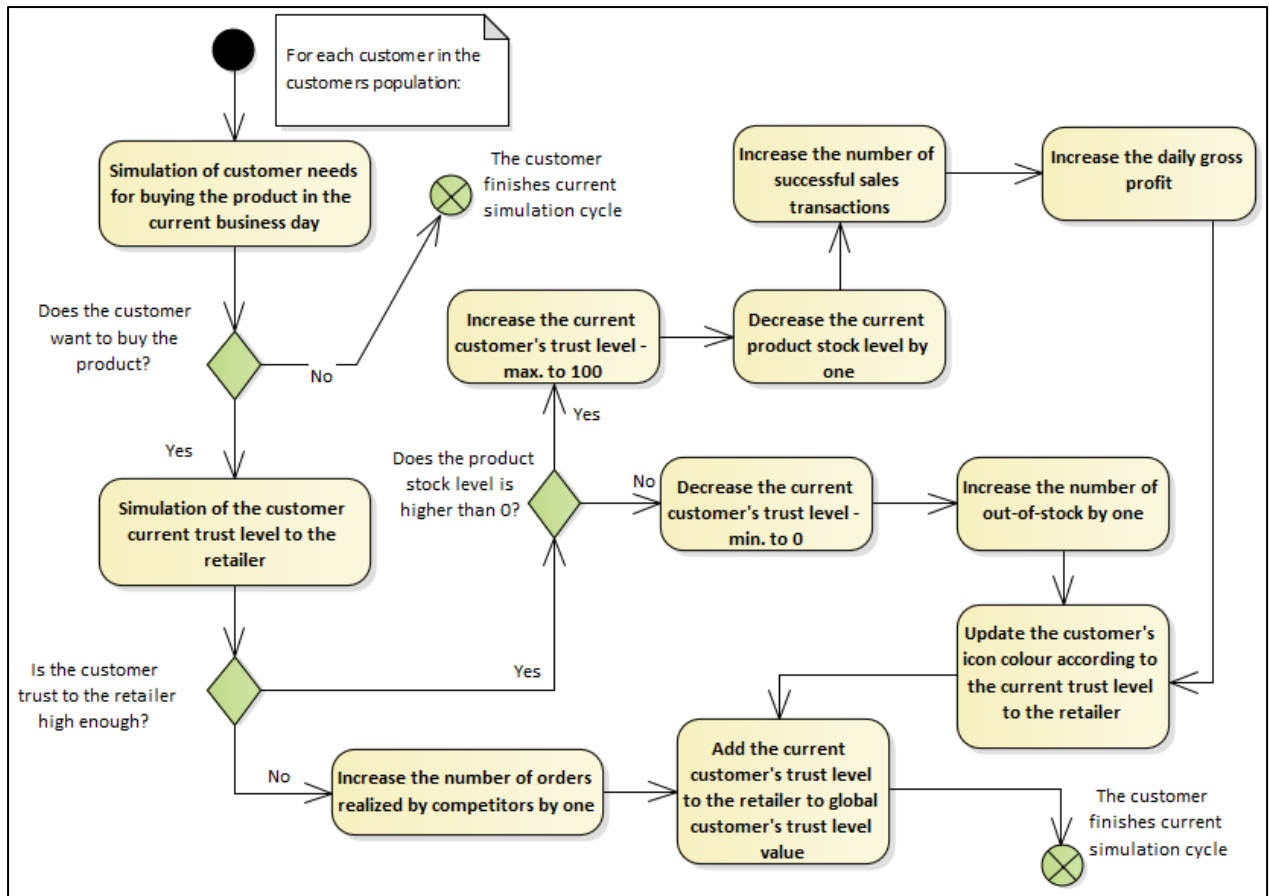 For each customer in the
customers population:
Simulation of customer needs
for buying the product in the
current business day
The customer
finishes current
simulation cycle
Increase the number of
successful sales
transactions
Increase the daily gross
profit
Does the customer
want to buy the
product?
No
Increase the current
customer's trust level -
max. to 100
Decrease the current
product stock level by
one
Yes
Yes
Does the product
stock level is
higher than 0?
No
Decrease the current
customer's trust level -
min. to 0
Increase the number of
out-of-stock by one
Simulation of the customer
current trust level to the
retailer
Is the customer
trust to the retailer
high enough?
Yes
Update the customer's
icon colour according to
the current trust level
to the retailer
No
Increase the number of orders
realized by competitors by one
Add the current
customer's trust level
to the retailer to global
customer's trust level
value
The customer
finishes current
simulation cycle